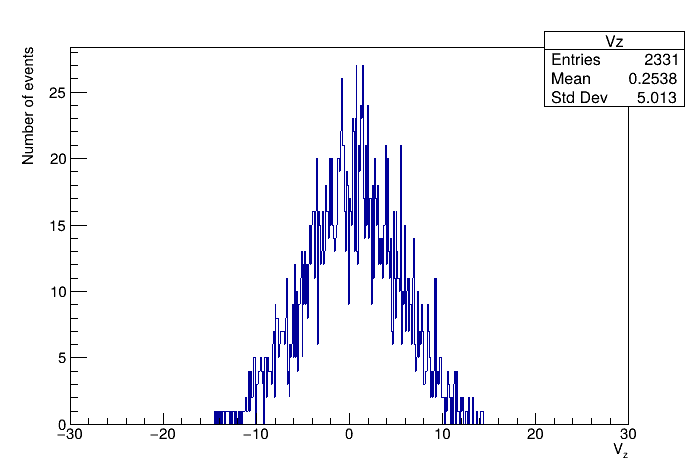 Vz
Entries 2331
Mean 0.2538
Std Dev 5.013
Number of events
25
20
15
10
5
0
−30 −20 −10 0 10 20 30
Vz